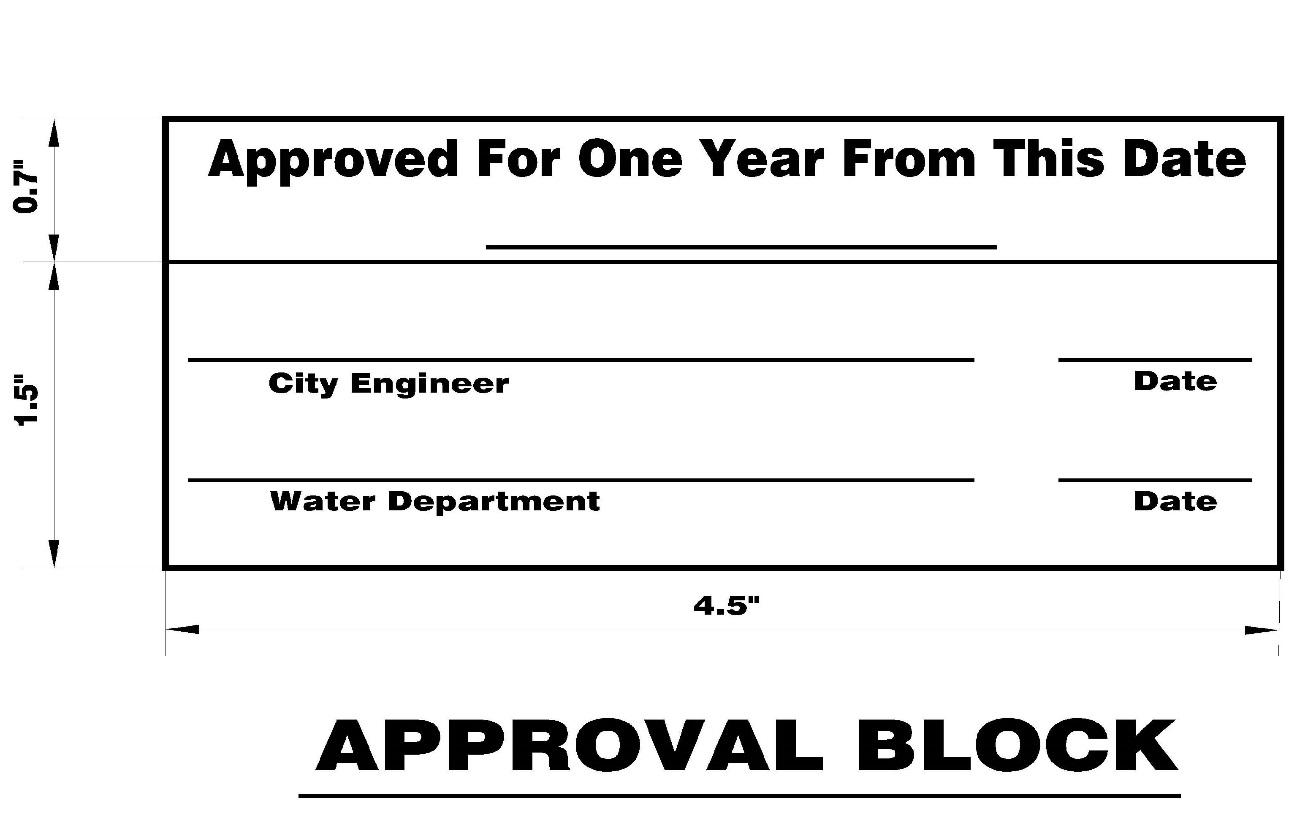 Approved For One Year From This Date
0.7"
1.5"
City Engineer Date
Water Department Date
4.5"
APPROVAL BLOCK